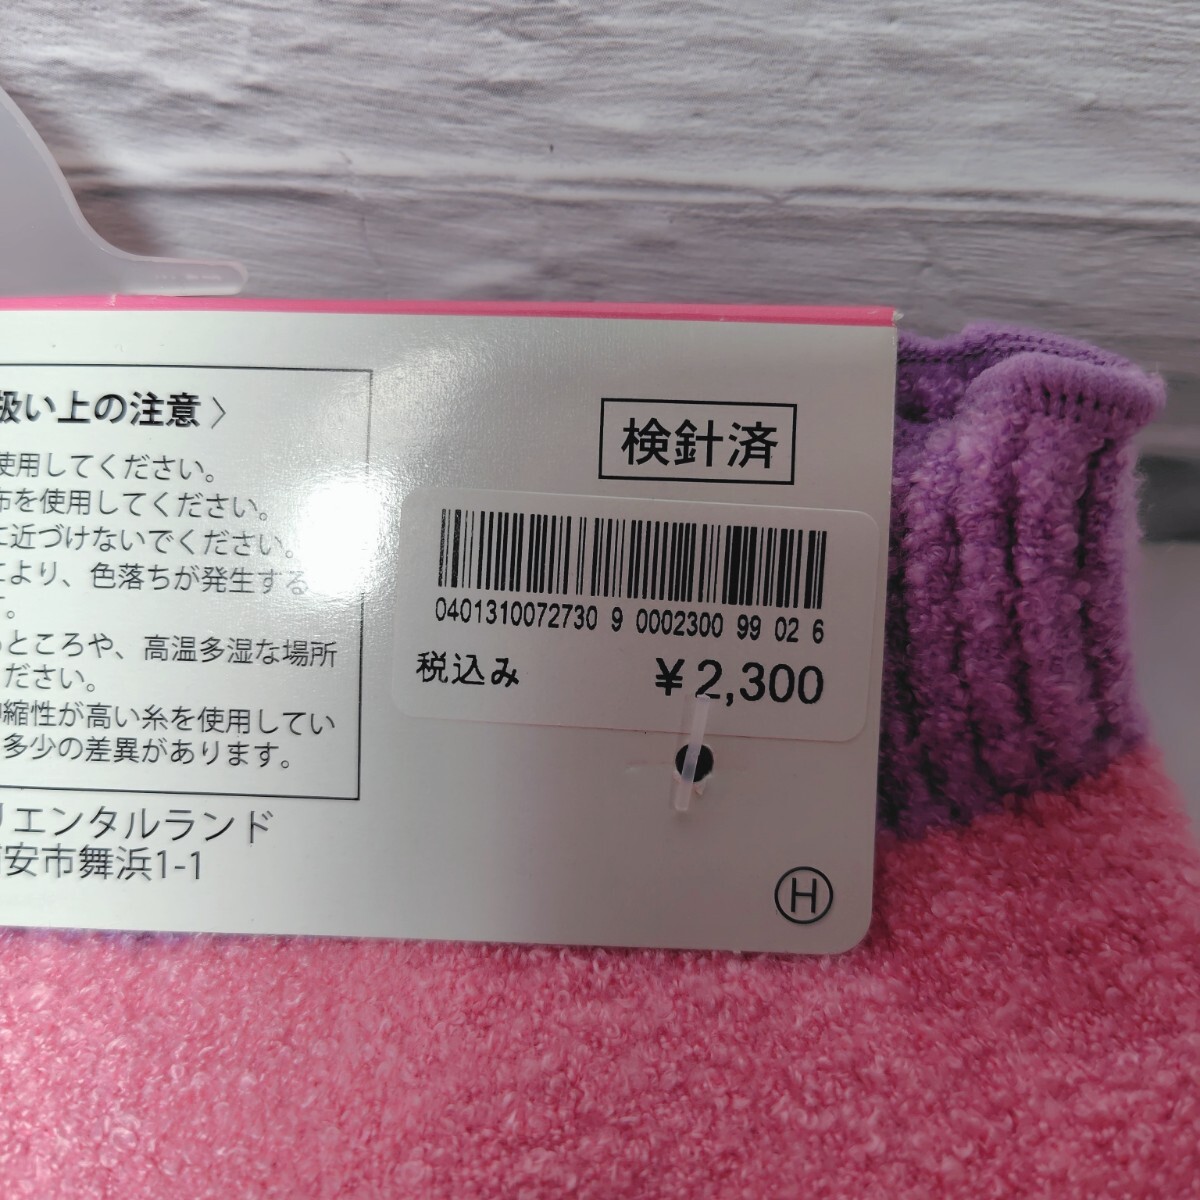 扱い上の注意〉
使用してください。
布を使用してください。
に近づけないでください。
により、色落ちが発生する
す。
ところや、高温多湿な場所
ください。
伸縮性が高い糸を使用してい
多少の差異があります。
リエンタルランド
安市舞浜1-1
検針済
0401310072730 9 0002300 99 02 6
税込み ¥2,300
H